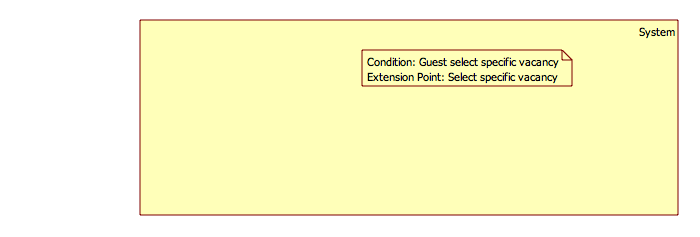 System
Condition: Guest select specific vacancy
Extension Point: Select specific vacancy